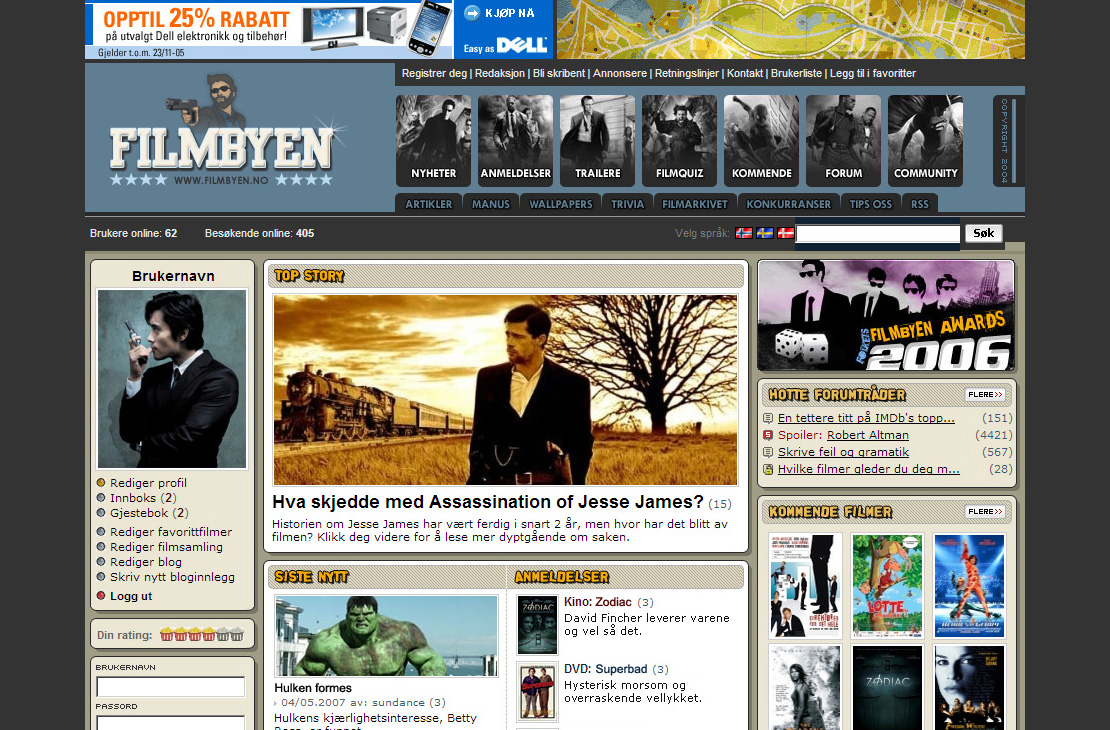 OPPTIL 25% RABATT
på utvalgt Dell elektronikk og tilbehør!
Gjelder t.o.m. 23/11-05
KJØP NÅ
Easy as DELL
Registrer deg | Redaksjon | Bli skribent | Annonsere | Retningslinjer | Kontakt | Brukerliste | Legg til i favoritter
FILMBYEN
WWW.FILMBYEN.NO
NYHETER
ANMELDELSER
TRAILERE
FILMQUIZ
KOMMENDE
FORUM
COMMUNITY
COPYRIGHT 2004
ARTIKLER
MANUS
WALLPAPERS
TRIVIA
FILMARKIVET
KONKURRANSER
TIPS OSS
RSS
Brukere online: 62
Besøkende online: 405
Velg språk:
Søk
Brukernavn
Rediger profil
Innboks (2)
Gjestebok (2)
Rediger favorittfilmer
Rediger filmsamling
Rediger blog
Skriv nytt bloginnlegg
Logg ut
Din rating:
BRUKERNAVN
PASSORD
TOP STORY
Hva skjedde med Assassination of Jesse James? (15)
Historien om Jesse James har vært ferdig i snart 2 år, men hvor har det blitt av
filmen? Klikk deg videre for å lese mer dyptgående om saken.
SISTE NYTT
Hulken formes
04/05.2007 av: sundance (3)
Hulkens kjærlighetsinteresse, Betty
ANMELDELSER
ZODIAC
Kino: Zodiac (3)
David Fincher leverer varene
og vel så det.
DVD: Superbad (3)
Hysterisk morsom og
overraskende vellykket.
ROCKETS
FILMBYEN AWARDS
2006
HOTTE FORUMTRÅDER
FLERE>>
En tettere titt på IMDb's topp... (151)
Spoiler: Robert Altman (4421)
Skrive feil og gramatik (567)
Hvilke filmer gleder du deg m... (28)
KOMMENDE FILMER
FLERE>>
DIREKTØREN
FOR DET HELE
LOTTE
ZODIAC